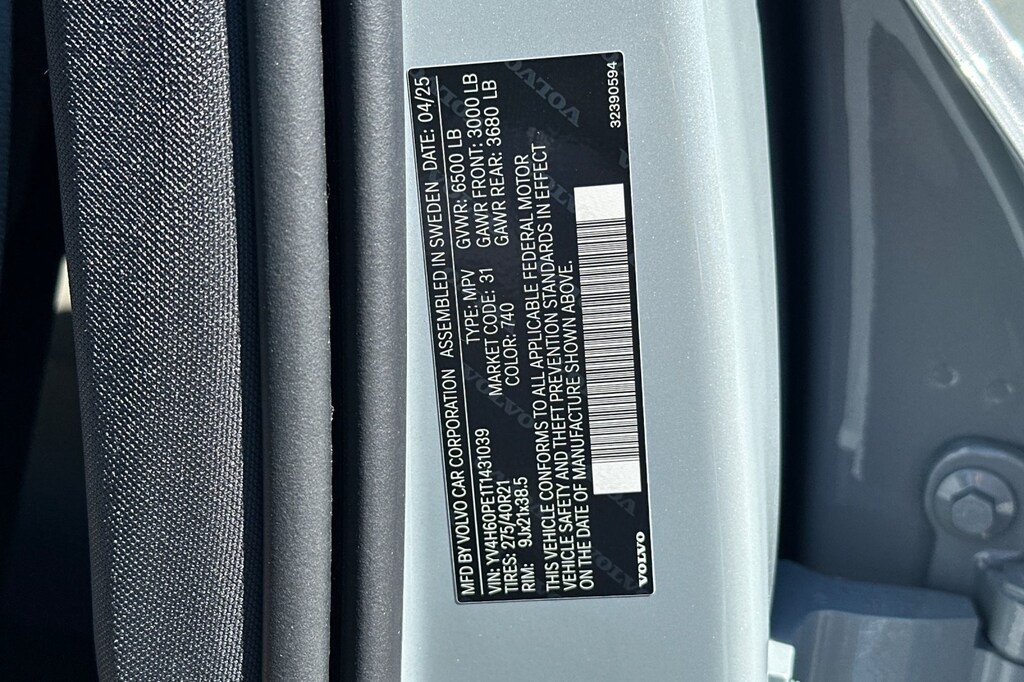 MFD BY VOLVO CAR CORPORATION ASSEMBLED IN SWEDEN DATE: 04/25
VIN: YV4H60PE1T1431039 TYPE: MPV GVWR: 6500 LB
TIRES: 275/40R21 MARKET CODE: 31 GAWR FRONT: 3000 LB
RIM: 9Jx21x38.5 COLOR: 740 GAWR REAR: 3680 LB
THIS VEHICLE CONFORMS TO ALL APPLICABLE FEDERAL MOTOR
VEHICLE SAFETY AND THEFT PREVENTION STANDARDS IN EFFECT
ON THE DATE OF MANUFACTURE SHOWN ABOVE.
VOLVO 32390594